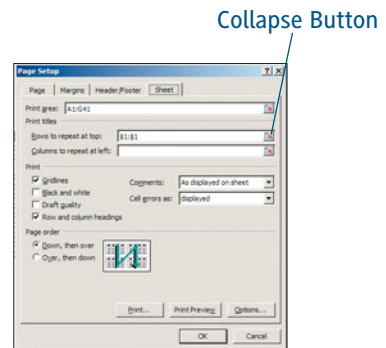 Collapse Button
Page Setup
Page Margins Header/Footer Sheet
Print area: A1:G41
Print titles
Rows to repeat at top: $1:$1
Columns to repeat at left:
Print
Gridlines
Comments: As displayed on sheet
Black and white
Cell errors as: displayed
Draft quality
Row and column headings
Page order
Down, then over
Over, then down
Print... Print Preview Options...
OK Cancel